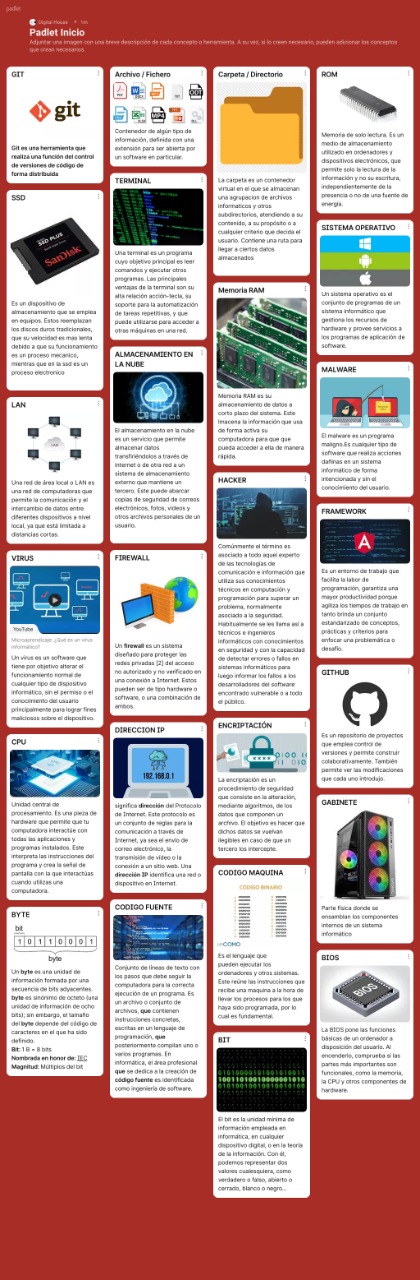 padlet
Digital House • 1m
Padlet Inicio
Adjuntar una imagen con una breve descripción de cada concepto o herramienta. A su vez, si lo creen necesario, pueden adicionar los conceptos
que crean necesarios.
GIT
git
Git es una herramienta que
realiza una función del control
de versiones de código de
forma distribuida
SSD
SSD PLUS
SanDisk
Es un dispositivo de
almacenamiento que se emplea
en equipos. Estos reemplazan
los discos duros tradicionales,
que su velocidad es mas lenta
debido a que su funcionamiento
es un proceso mecanico,
mientras que en la ssd es un
proceso electronico
LAN
Una red de área local o LAN es
una red de computadoras que
permite la comunicación y el
intercambio de datos entre
diferentes dispositivos a nivel
local, ya que está limitada a
distancias cortas.
VIRUS
YouTube
Microaprendizaje: ¿Qué es un virus
informático?
Un virus es un software que
tiene por objetivo alterar el
funcionamiento normal de
cualquier tipo de dispositivo
informático, sin el permiso o el
conocimiento del usuario
principalmente para lograr fines
maliciosos sobre el dispositivo.
CPU
Unidad central de
procesamiento. Es una pieza de
hardware que permite que tu
computadora interactúe con
todas las aplicaciones y
programas instalados. Este
interpreta las instrucciones del
programa y crea la señal de
pantalla con la que interactúas
cuando utilizas una
computadora.
BYTE
bit
1 0 1 1 0 0 0 1
byte
Un byte es una unidad de
información formada por una
secuencia de bits adyacentes.
byte es sinónimo de octeto (una
unidad de información de ocho
bits); sin embargo, el tamaño
del byte depende del código de
caracteres en el que ha sido
definido.
Bit: 1 B = 8 bits
Nombrada en honor de: IEC
Magnitud: Múltiplos del bit
Archivo / Fichero
Contenedor de algún tipo de
información, definida con una
extensión para ser abierta por
un software en particular.
TERMINAL
Una terminal es un programa
cuyo objetivo principal es leer
comandos y ejecutar otros
programas. Las principales
ventajas de la terminal son su
alta relación acción-tecla, su
soporte para la automatización
de tareas repetitivas, y que
puede utilizarse para acceder a
otras máquinas en una red.
ALMACENAMIENTO EN
LA NUBE
El almacenamiento en la nube
es un servicio que permite
almacenar datos
transfiriéndolos a través de
internet o de otra red a un
sistema de almacenamiento
externo que mantiene un
tercero. Este puede abarcar
copias de seguridad de correos
electrónicos, fotos, vídeos y
otros archivos personales de un
usuario.
FIREWALL
Un firewall es un sistema
diseñado para proteger las
redes privadas [2] del acceso
no autorizado y no verificado en
una conexión a Internet. Estos
pueden ser de tipo hardware o
software, o una combinación de
ambos.
DIRECCION IP
192.168.0.1
significa dirección del Protocolo
de Internet. Este protocolo es
un conjunto de reglas para la
comunicación a través de
Internet, ya sea el envío de
correo electrónico, la
transmisión de vídeo o la
conexión a un sitio web. Una
dirección IP identifica una red o
dispositivo en Internet.
CODIGO FUENTE
Conjunto de líneas de texto con
los pasos que debe seguir la
computadora para la correcta
ejecución de un programa. Es
un archivo o conjunto de
archivos, que contienen
instrucciones concretas,
escritas en un lenguaje de
programación, que
posteriormente compilan uno o
varios programas. En
informática, el área profesional
que se dedica a la creación de
código fuente es identificada
como ingeniería de software.
Carpeta / Directorio
La carpeta es un contenedor
virtual en el que se almacenan
una agrupacion de archivos
informaticos y otros
subdirectorios, atendiendo a su
contenido, a su propósito o a
cualquier criterio que decida el
usuario. Contiene una ruta para
llegar a ciertos datos
almacenados
Memoria RAM
Memoria RAM es su
almacenamiento de datos a
corto plazo del sistema. Este
lmacena la información que usa
de forma activa su
computadora para que que
pueda acceder a ella de manera
rápida.
HACKER
Comúnmente el término es
asociado a todo aquel experto
de las tecnologías de
comunicación e información que
utiliza sus conocimientos
técnicos en computación y
programación para superar un
problema, normalmente
asociado a la seguridad.
Habitualmente se les llama así a
técnicos e ingenieros
informáticos con conocimientos
en seguridad y con la capacidad
de detectar errores o fallos en
sistemas informáticos para
luego informar los fallos a los
desarrolladores del software
encontrado vulnerable o a todo
el público.
ENCRIPTACIÓN
La encriptación es un
procedimiento de seguridad
que consiste en la alteración,
mediante algoritmos, de los
datos que componen un
archivo. El objetivo es hacer que
dichos datos se vuelvan
ilegibles en caso de que un
tercero los intercepte.
CODIGO MAQUINA
CÓDIGO BINARIO
unCOMO
Es el lenguaje que
pueden ejecutar los
ordenadores y otros sistemas.
Este reúne las instrucciones que
recibe una maquina a la hora de
llevar los procesos para los que
haya sido programada, por lo
cual es fundamental.
BIT
El bit es la unidad mínima de
información empleada en
informática, en cualquier
dispositivo digital, o en la teoría
de la información. Con él,
podemos representar dos
valores cualesquiera, como
verdadero o falso, abierto o
cerrado, blanco o negro...
ROM
Memoria de solo lectura. Es un
medio de almacenamiento
utilizado en ordenadores y
dispositivos electrónicos, que
permite solo la lectura de la
información y no su escritura,
independientemente de la
presencia o no de una fuente de
energía.
SISTEMA OPERATIVO
Un sistema operativo es el
conjunto de programas de un
sistema informático que
gestiona los recursos de
hardware y provee servicios a
los programas de aplicación de
software.
MALWARE
El malware es un programa
maligno.Es cualquier tipo de
software que realiza acciones
dañinas en un sistema
informático de forma
intencionada y sin el
conocimiento del usuario.
FRAMEWORK
Es un entorno de trabajo que
facilita la labor de
programación, garantiza una
mayor productividad porque
agiliza los tiempos de trabajo en
tanto brinda un conjunto
estandarizado de conceptos,
prácticas y criterios para
enfocar una problemática o
desafío.
GITHUB
Es un repositorio de proyectos
que emplea control de
versiones y permite construir
colaborativamente. También
permite ver las modificaciones
que cada uno introdujo.
GABINETE
Parte física donde se
ensamblan los componentes
internos de un sistema
informático
BIOS
BIOS
La BIOS pone las funciones
básicas de un ordenador a
disposición del usuario. Al
encenderlo, comprueba si las
partes más importantes son
funcionales, como la memoria,
la CPU y otros componentes de
hardware.